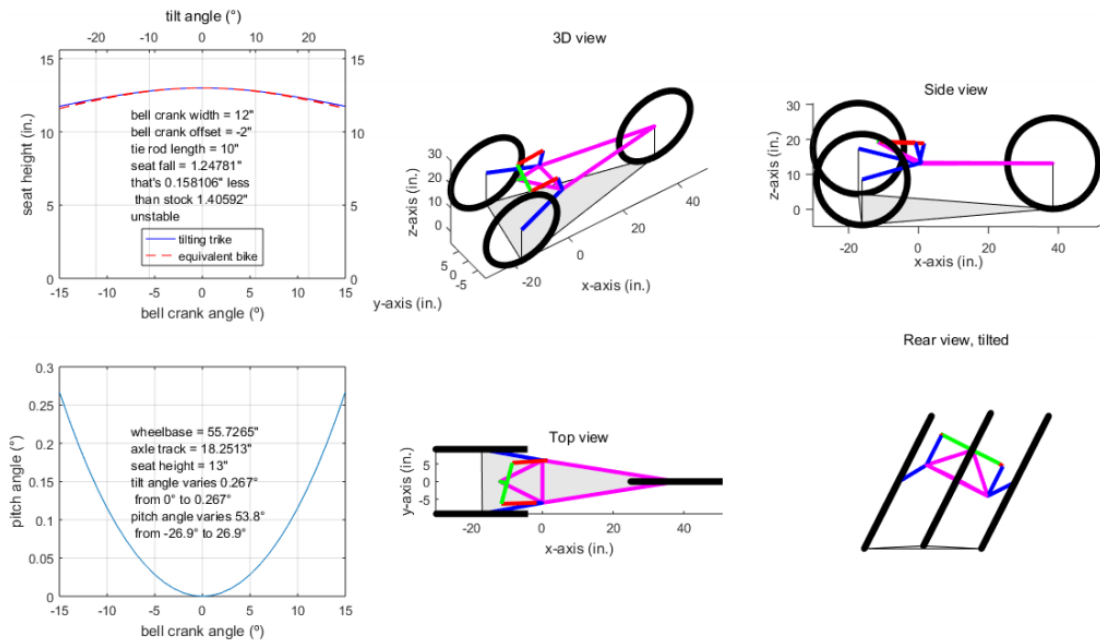 tilt angle (°)
-20 -10 0 10 20
15 15
10 10
5 5
0 0
seat height (in.)
bell crank width = 12"
bell crank offset = -2"
tie rod length = 10"
seat fall = 1.24781"
that's 0.158106" less
than stock 1.40592"
unstable
tilting trike
equivalent bike
-15 -10 -5 0 5 10 15
bell crank angle (º)
3D view
30
20
10
0
z-axis (in.)
5
0
-5
y-axis (in.)
-20 0 20 40
x-axis (in.)
Side view
30
20
10
0
z-axis (in.)
-20 0 20 40
x-axis (in.)
0.3
0.25
0.2
0.15
0.1
0.05
0
pitch angle (°)
wheelbase = 55.7265"
axle track = 18.2513"
seat height = 13"
tilt angle varies 0.267°
from 0° to 0.267°
pitch angle varies 53.8°
from -26.9° to 26.9°
-15 -10 -5 0 5 10 15
bell crank angle (º)
Top view
5
0
-5
y-axis (in.)
-20 0 20 40
x-axis (in.)
Rear view, tilted